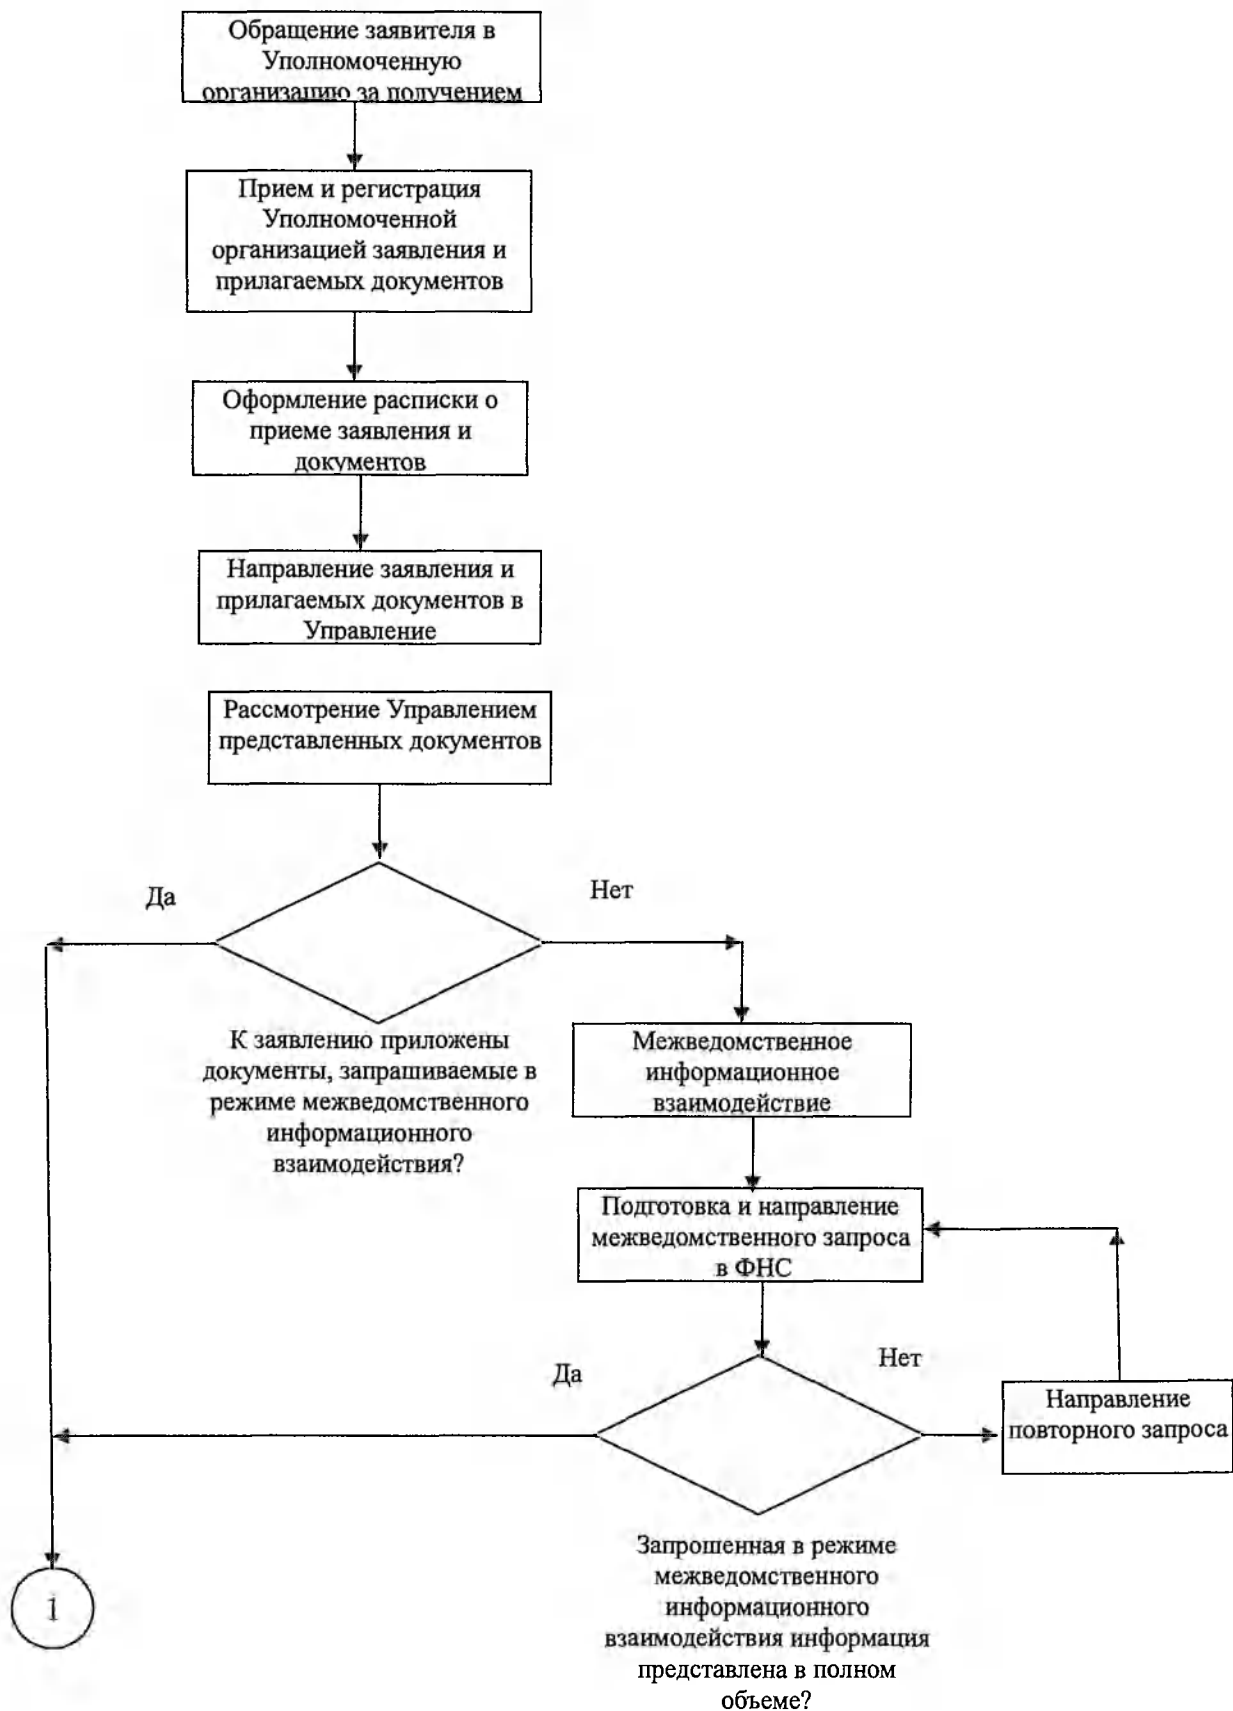 Обращение заявителя в
Уполномоченную
организацию за получением
Прием и регистрация
Уполномоченной
организацией заявления и
прилагаемых документов
Оформление расписки о
приеме заявления и
документов
Направление заявления и
прилагаемых документов в
Управление
Рассмотрение Управлением
представленных документов
Да
Нет
К заявлению приложены
документы, запрашиваемые в
режиме межведомственного
информационного
взаимодействия?
Межведомственное
информационное
взаимодействие
Подготовка и направление
межведомственного запроса
в ФНС
Да
Нет
Направление
повторного запроса
Запрошенная в режиме
межведомственного
информационного
взаимодействия информация
представлена в полном
объеме?
1